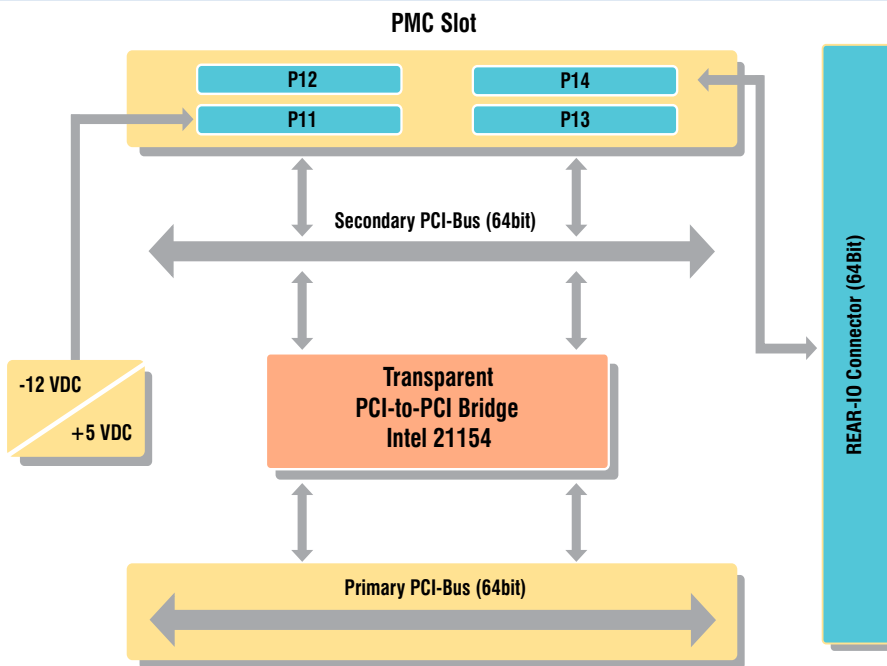 PMC Slot
P12
P14
P11
P13
Secondary PCI-Bus (64bit)
-12 VDC
+5 VDC
Transparent
PCI-to-PCI Bridge
Intel 21154
REAR-IO Connector (64Bit)
Primary PCI-Bus (64bit)